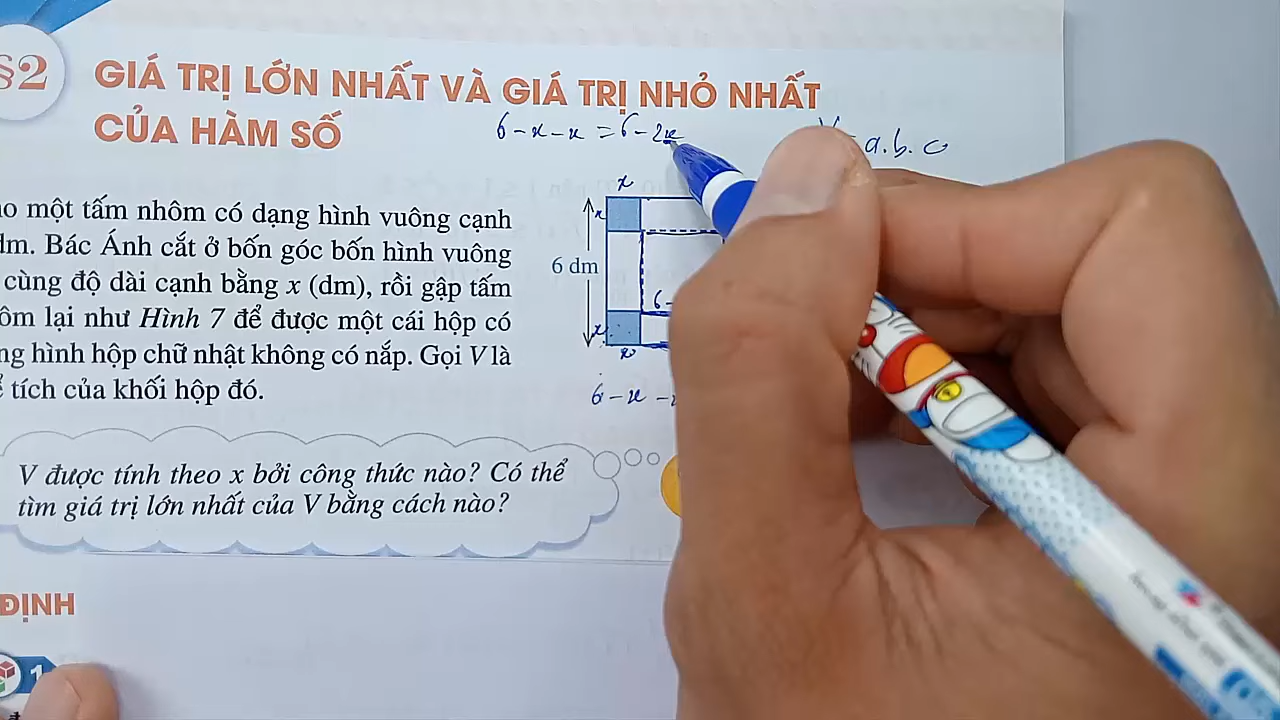 §2
GIÁ TRỊ LỚN NHẤT VÀ GIÁ TRỊ NHỎ NHẤT
CỦA HÀM SỐ
6 - x - x = 6 - 2x
a.b.c
một tấm nhôm có dạng hình vuông cạnh
dm. Bác Ánh cắt ở bốn góc bốn hình vuông
cùng độ dài cạnh bằng x (dm), rồi gập tấm
lại như Hình 7 để được một cái hộp có
hình hộp chữ nhật không có nắp. Gọi V là
tích của khối hộp đó.
x
x
6 dm
6-
x
x
6 - x -
V được tính theo x bởi công thức nào? Có thể
tìm giá trị lớn nhất của V bằng cách nào?
ĐỊNH
1